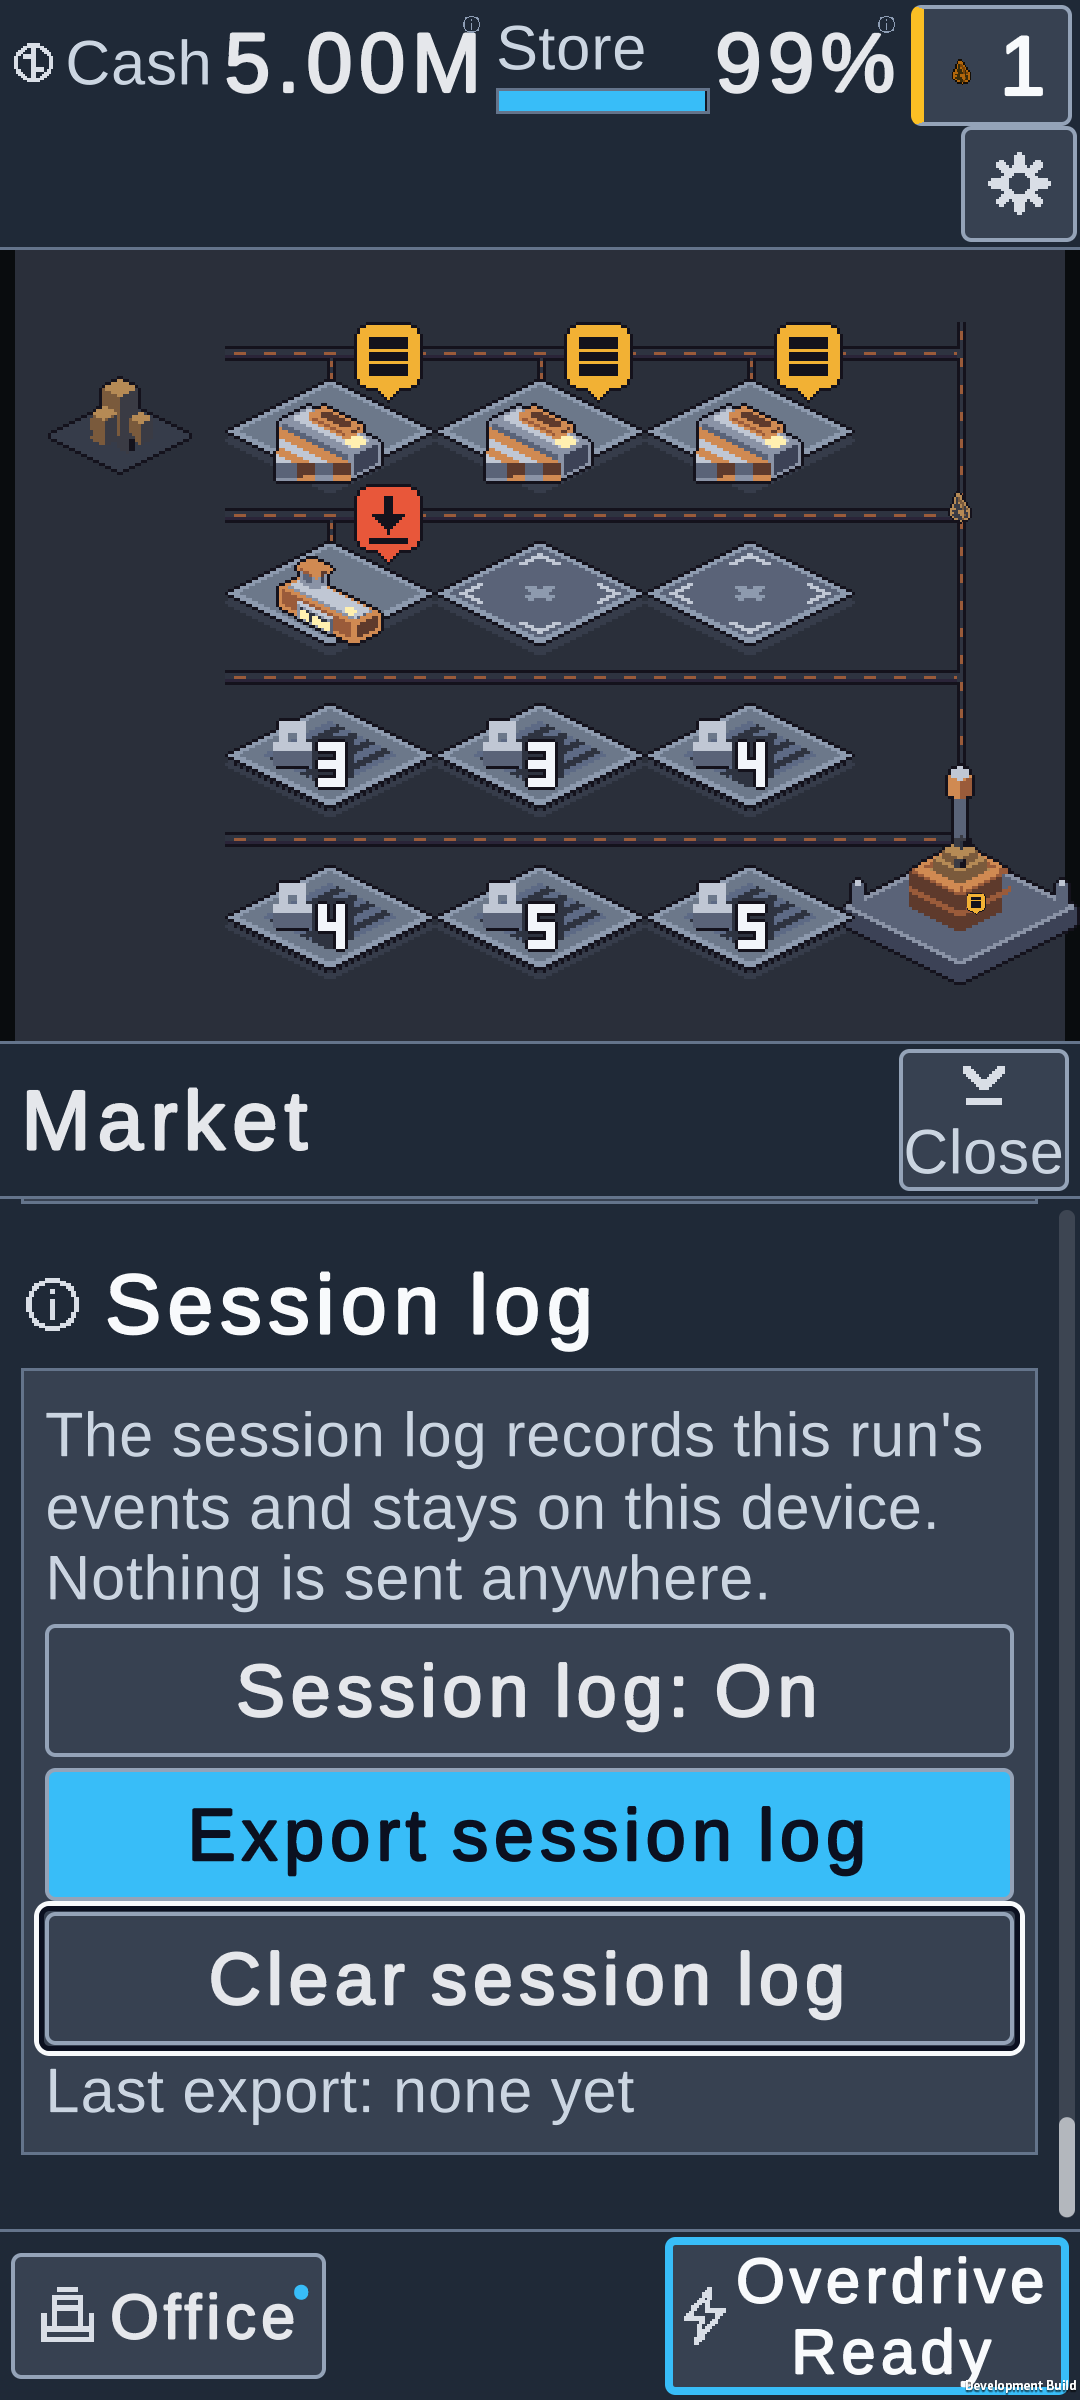 Cash 5.00M Store 99% 1
3 3 4
4 5 5
Market
Close
Session log
The session log records this run's
events and stays on this device.
Nothing is sent anywhere.
Session log: On
Export session log
Clear session log
Last export: none yet
Office
Overdrive
Ready
Development Build